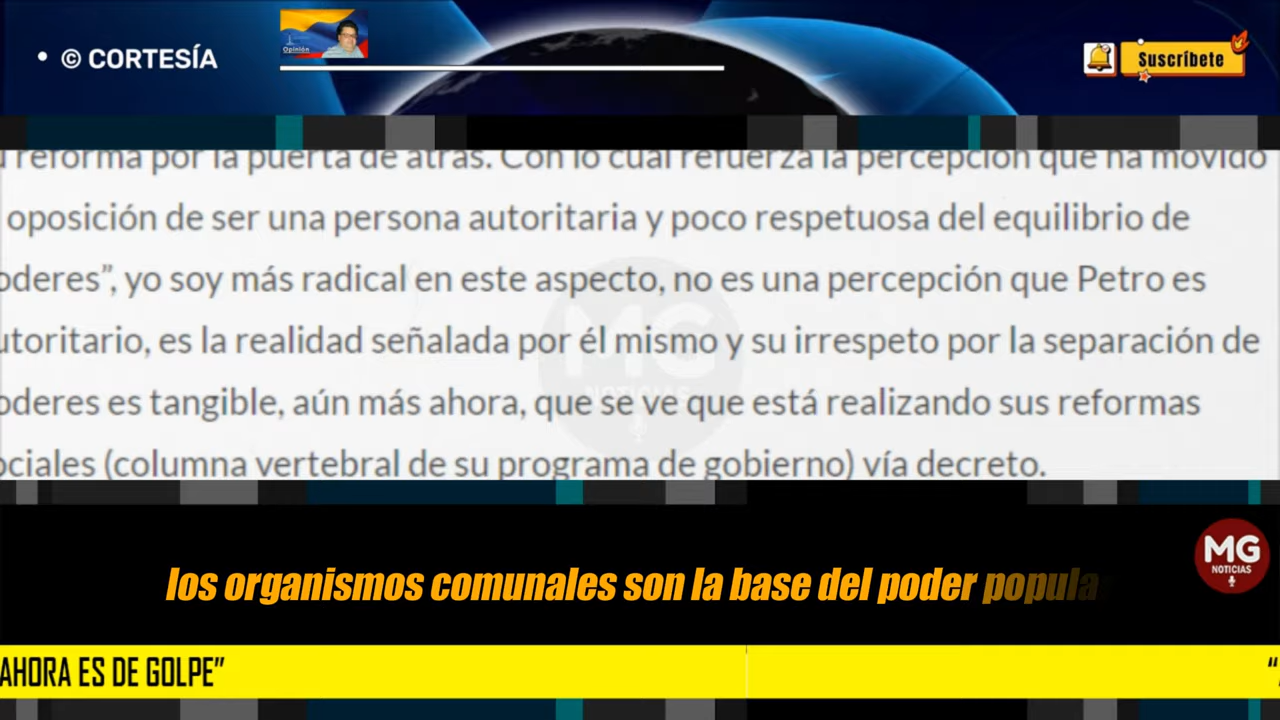 • © CORTESÍA
Opinión
Suscríbete
reforma por la puerta de atrás. Con lo cual refuerza la percepción que ha movido
oposición de ser una persona autoritaria y poco respetuosa del equilibrio de
oderes”, yo soy más radical en este aspecto, no es una percepción que Petro es
utoritario, es la realidad señalada por él mismo y su irrespeto por la separación de
oderes es tangible, aún más ahora, que se ve que está realizando sus reformas
ociales (columna vertebral de su programa de gobierno) vía decreto.
MG
NOTICIAS
los organismos comunales son la base del poder popula
MG
NOTICIAS
AHORA ES DE GOLPE”
“